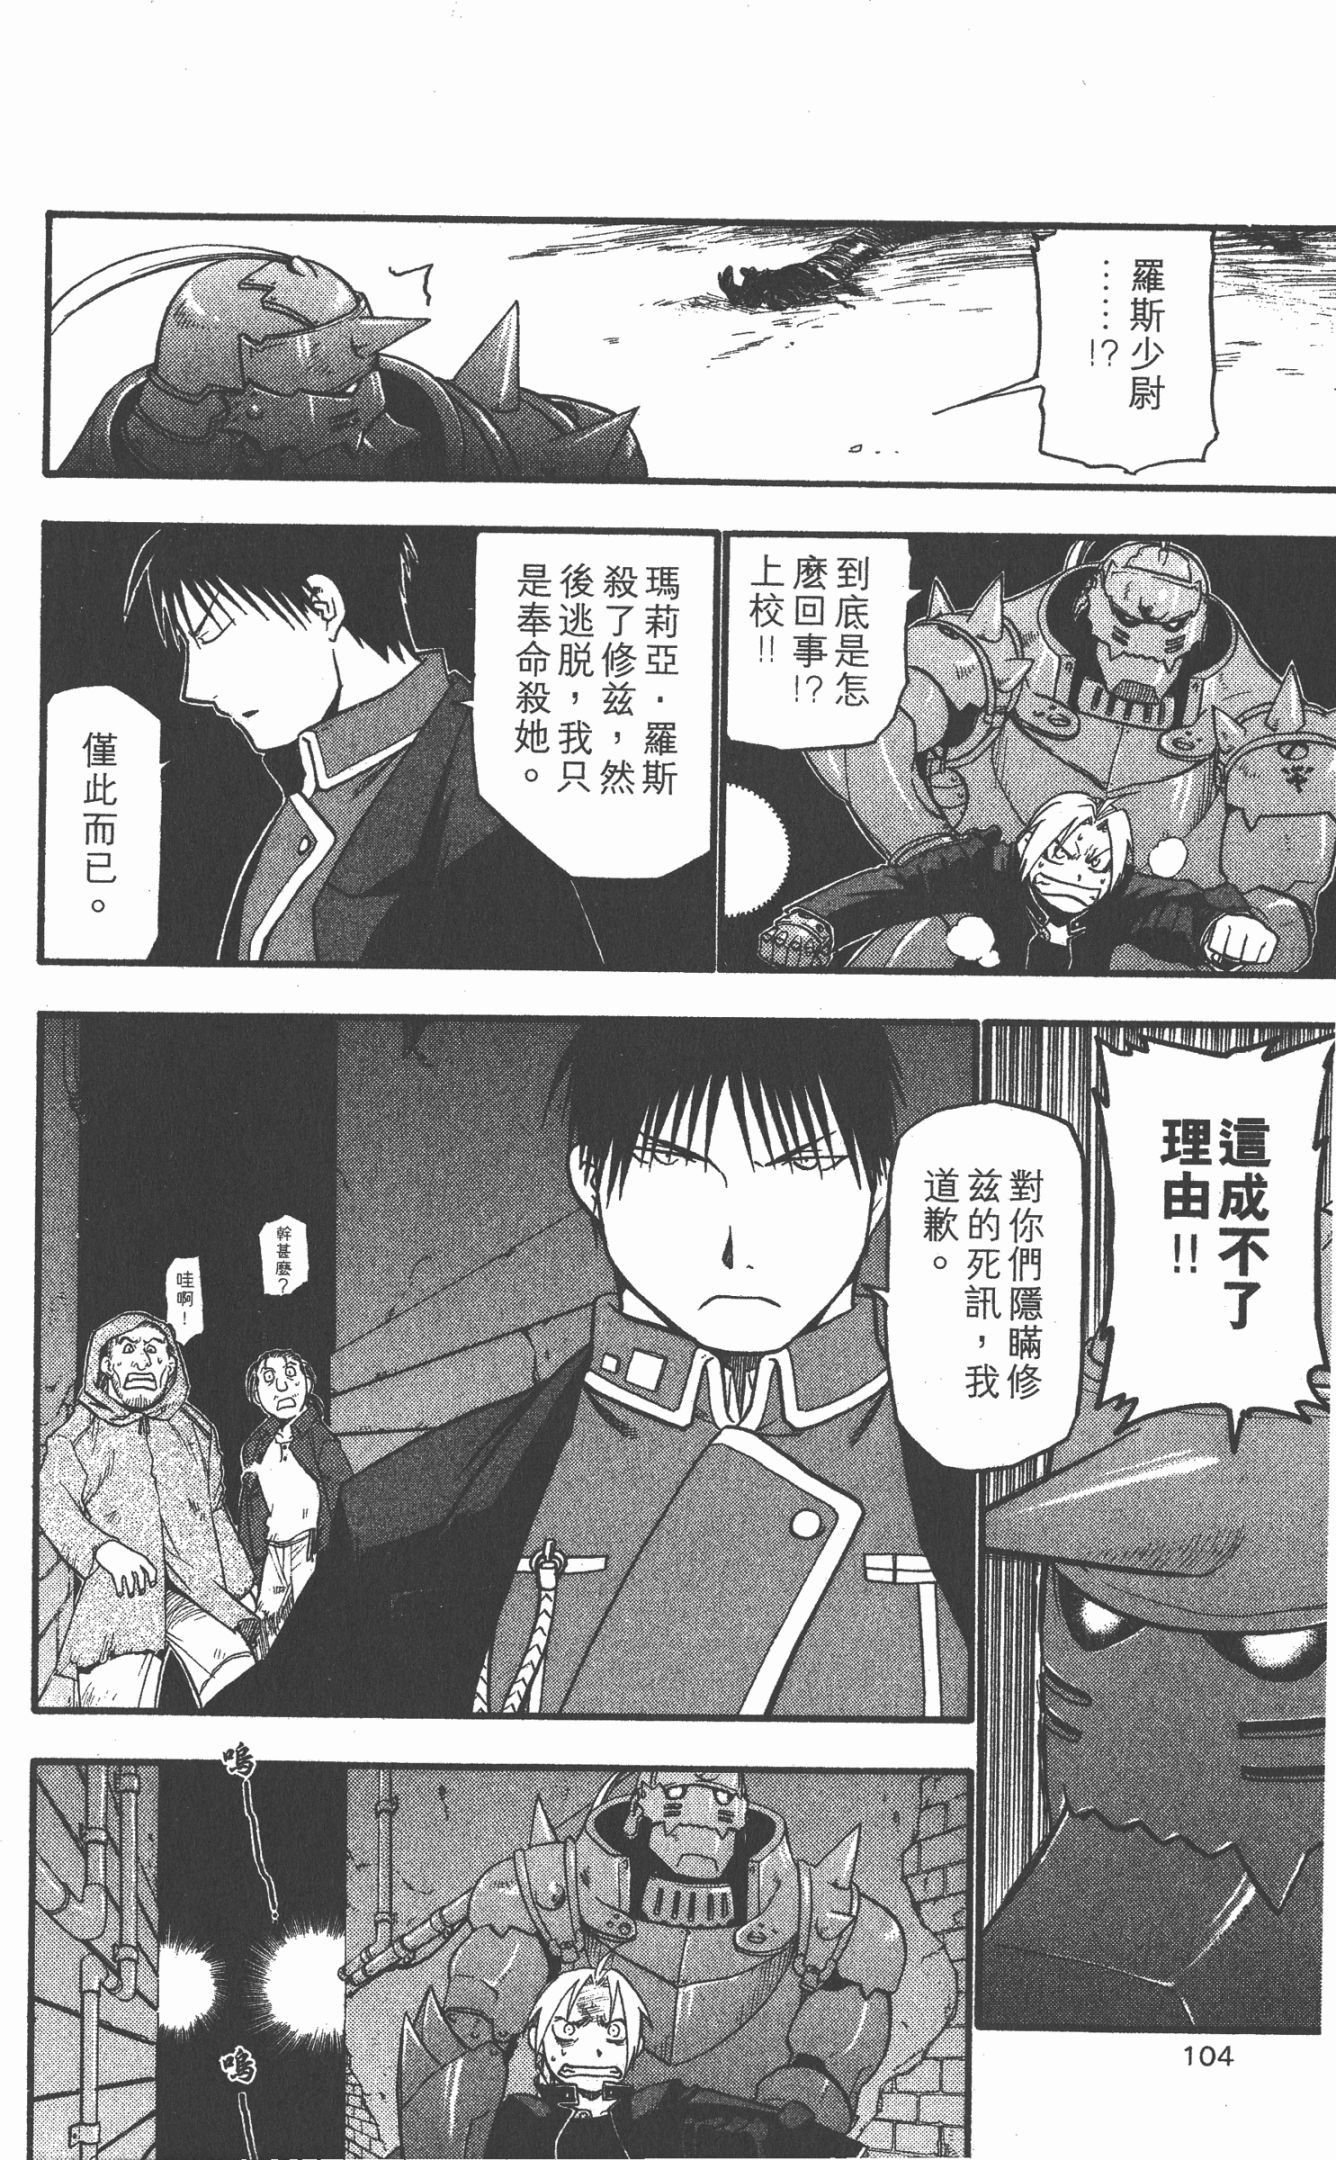 羅斯少尉
……!?
到底是怎
麼回事!?
上校!!
瑪莉亞·羅斯
殺了修茲,然
後逃脱,我只
是奉命殺她。
僅此而已。
這成不了
理由!!
對你們隱瞞修
茲的死訊,我
道歉。
幹甚麼?
哇啊!
嗚
嗚
104